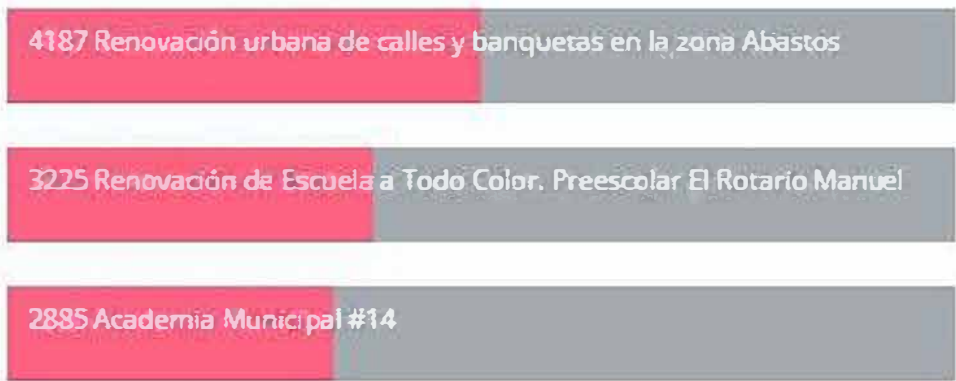 4187 Renovación urbana de calles y banquetas en la zona Abastos
3225 Renovación de Escuela a Todo Color. Preescolar El Rotario Manuel
2885 Academia Municipal #14